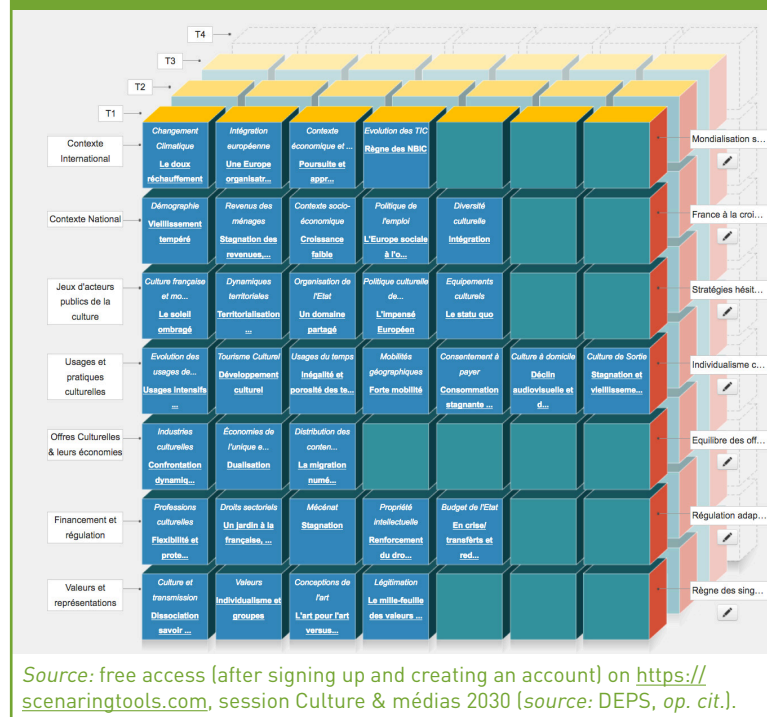 T4
T3
T2
T1
Contexte
International
Changement
Climatique
Le doux
réchauffement
Intégration
européenne
Une Europe
organisatr...
Contexte
économique et ...
Poursuite et
appr...
Evolution des TIC
Règne des NBIC
Mondialisation s...
Contexte National
Démographie
Vieillissement
tempéré
Revenus des
ménages
Stagnation des
revenues,...
Contexte socio-
économique
Croissance
faible
Politique de
l'emploi
L'Europe sociale
à l'o...
Diversité
culturelle
Intégration
France à la croi...
Jeux d'acteurs
publics de la
culture
Culture française
et mo...
Le soleil
ombragé
Dynamiques
territoriales
Territorialisation
...
Organisation de
l'Etat
Un domaine
partagé
Politique culturelle
de...
L'impensé
Européen
Equipements
culturels
Le statu quo
Stratégies hésit...
Usages et
pratiques
culturelles
Evolution des
usages de...
Usages intensifs
...
Tourisme Culturel
Développement
culturel
Usages du temps
Inégalité et
porosité des te...
Mobilités
géographiques
Forte mobilité
Consentement à
payer
Consommation
stagnante ...
Culture à domicile
Déclin
audiovisuelle et
d...
Culture de Sortie
Stagnation et
vieillisseme...
Individualisme c...
Offres Culturelles
& leurs économies
Industries
culturelles
Confrontation
dynamiq...
Économies de
l'unique e...
Dualisation
Distribution des
conten...
La migration
numé...
Equilibre des off...
Financement et
régulation
Professions
culturelles
Flexibilité et
prote...
Droits sectoriels
Un jardin à la
française, ...
Mécénat
Stagnation
Propriété
intellectuelle
Renforcement
du dro...
Budget de l'Etat
En crise/
transfèrts et
red...
Régulation adap...
Valeurs et
représentations
Culture et
transmission
Dissociation
savoir ...
Valeurs
Individualisme et
groupes
Conceptions de
l'art
L'art pour l'art
versus...
Légitimation
Le mille-feuille
des valeurs ...
Règne des sing...
Source: free access (after signing up and creating an account) on https://
scenaringtools.com, session Culture & médias 2030 (source: DEPS, op. cit.).